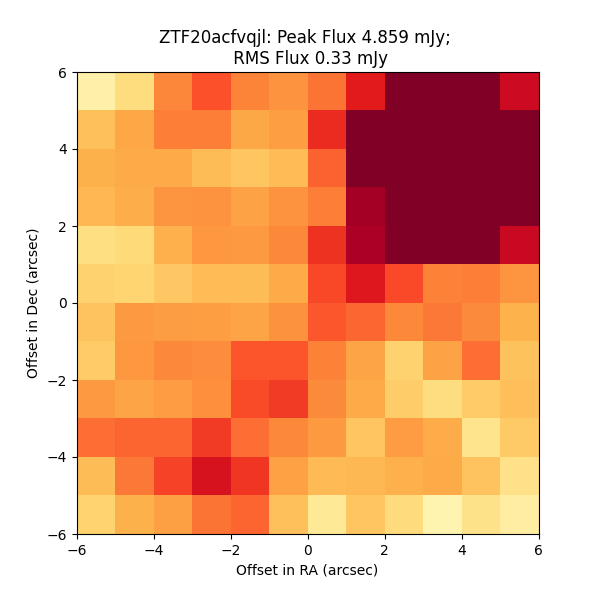 ZTF20acfvqjl: Peak Flux 4.859 mJy;
RMS Flux 0.33 mJy
6
4
2
0
−2
−4
−6
Offset in Dec (arcsec)
−6 −4 −2 0 2 4 6
Offset in RA (arcsec)